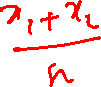 x₁ + x₂
n